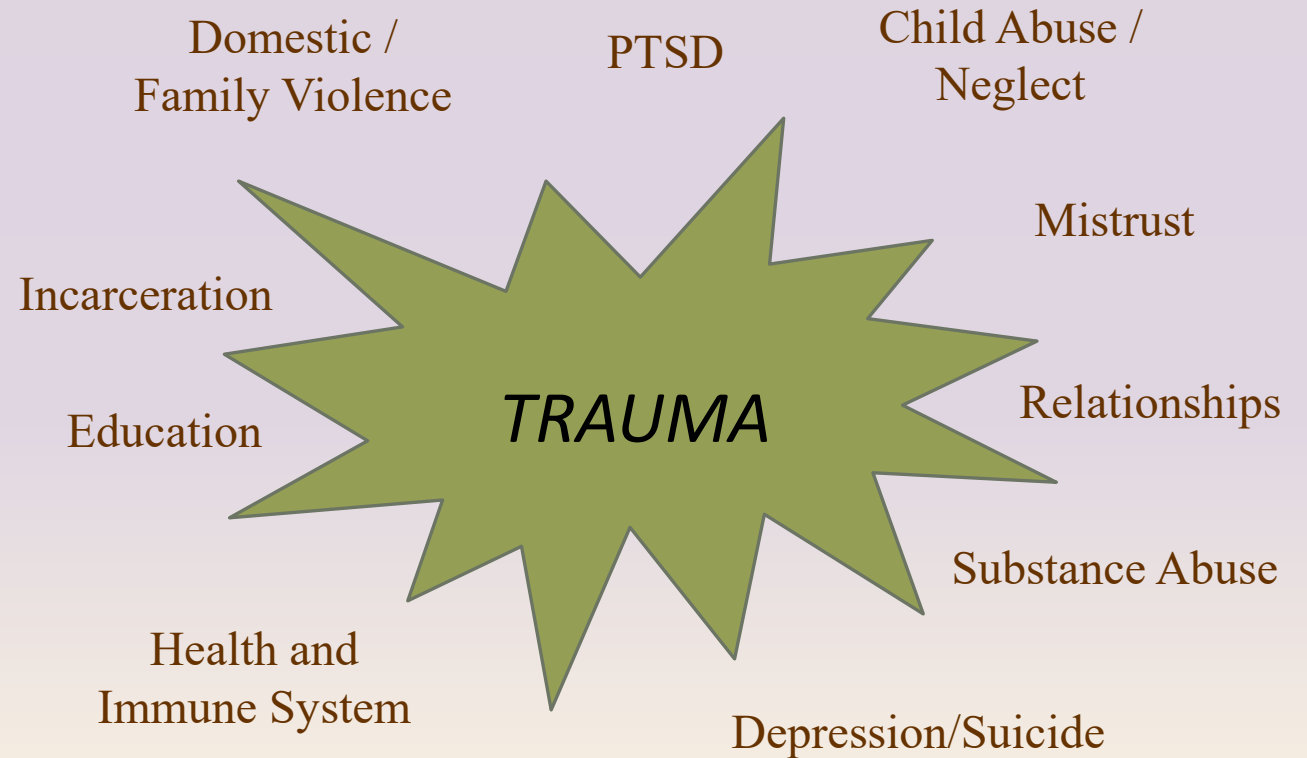 Domestic /
Family Violence
PTSD
Child Abuse /
Neglect
Mistrust
Incarceration
Relationships
Education
TRAUMA
Substance Abuse
Health and
Immune System
Depression/Suicide